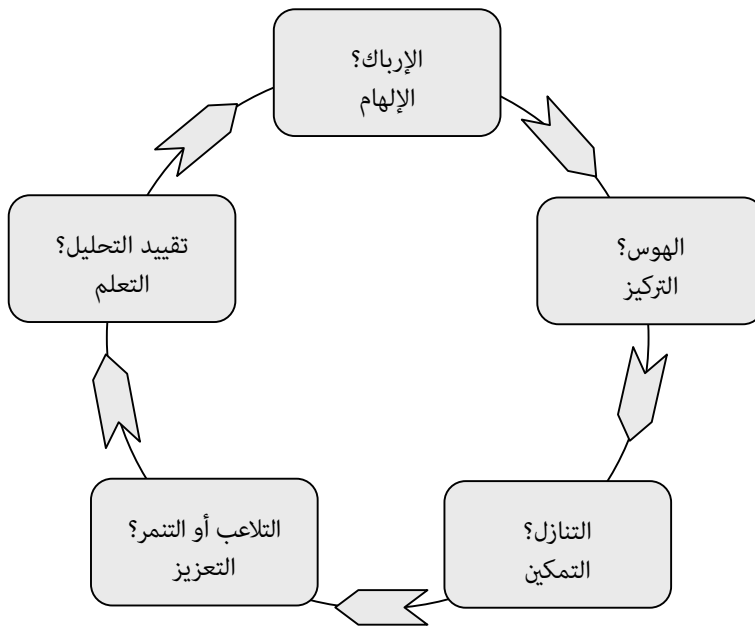 الإرباك؟
الإلهام
الهوس؟
التركيز
التنازل؟
التمكين
التلاعب أو التنمر؟
التعزيز
تقييد التحليل؟
التعلم